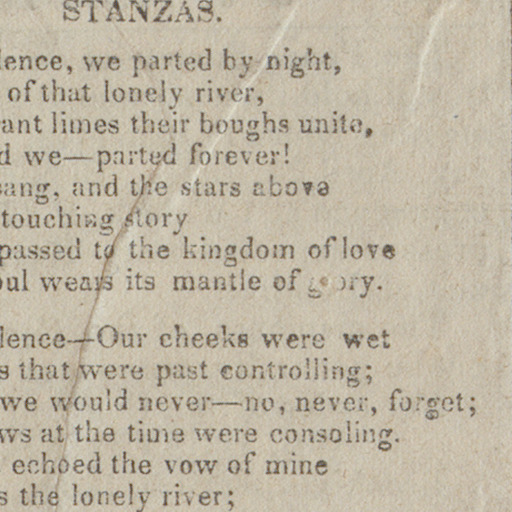 STANZAS.
lence, we parted by night,
of that lonely river,
ant limes their boughs unite,
d we—parted forever!
sang, and the stars above
touching story
passed to the kingdom of love
oul wears its mantle of glory.
lence—Our cheeks were wet
s that were past controlling;
we would never—no, never, forget;
ws at the time were consoling.
echoed the vow of mine
s the lonely river;